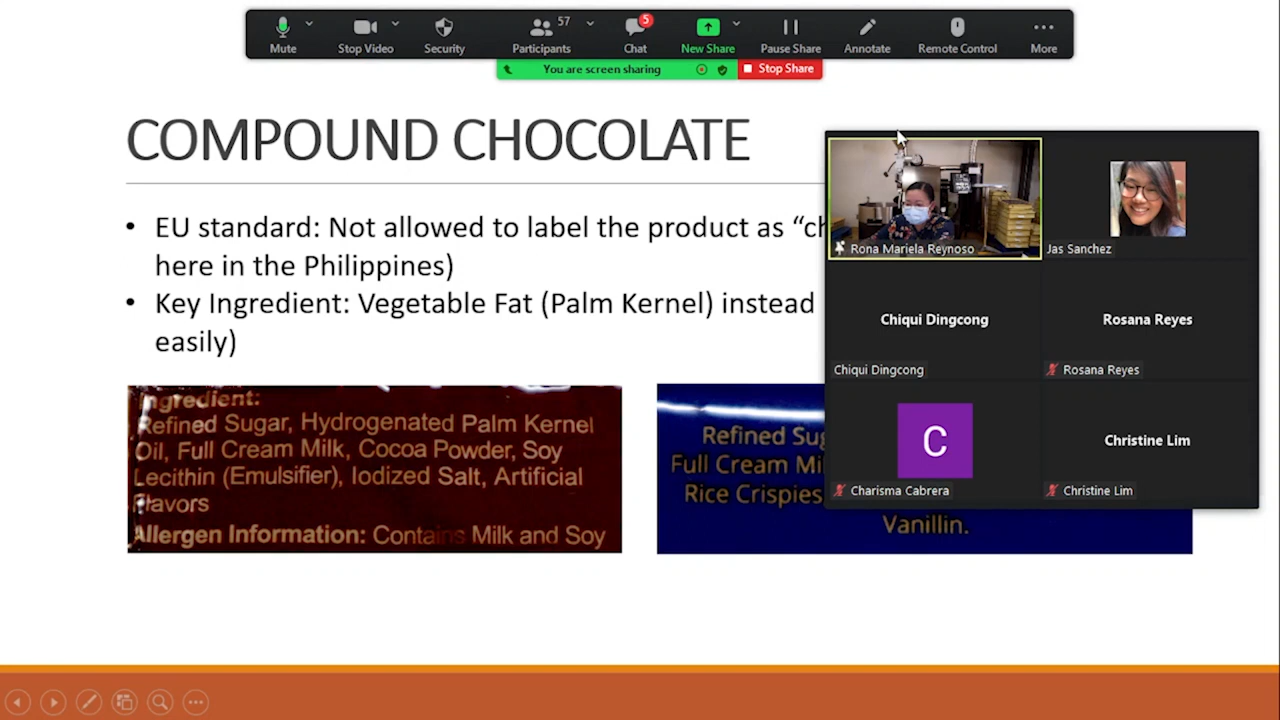 Mute
Stop Video
Security
57
Participants
5
Chat
New Share
Pause Share
Annotate
Remote Control
More
You are screen sharing
Stop Share
COMPOUND CHOCOLATE
• EU standard: Not allowed to label the product as “ch
here in the Philippines)
• Key Ingredient: Vegetable Fat (Palm Kernel) instead
easily)
Rona Mariela Reynoso
Jas Sanchez
Chiqui Dingcong
Chiqui Dingcong
Rosana Reyes
Rosana Reyes
C
Charisma Cabrera
Christine Lim
Christine Lim
Ingredient:
Refined Sugar, Hydrogenated Palm Kernel
Oil, Full Cream Milk, Cocoa Powder, Soy
Lecithin (Emulsifier), Iodized Salt, Artificial
Flavors
Allergen Information: Contains Milk and Soy
Refined Sug
Full Cream Mil
Rice Crispies
Vanillin.